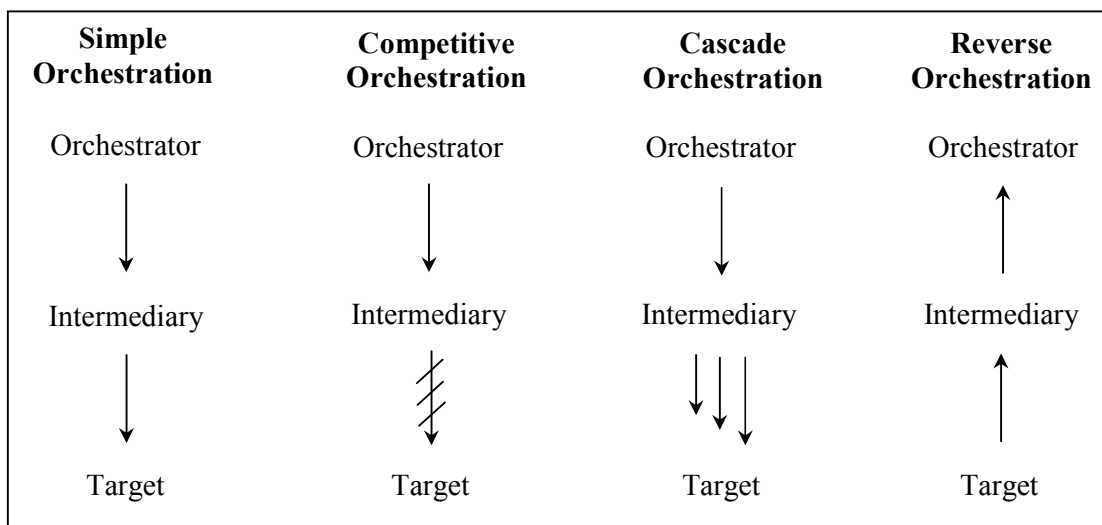 Simple
Orchestration
Orchestrator
Intermediary
Target
Competitive
Orchestration
Orchestrator
Intermediary
Target
Cascade
Orchestration
Orchestrator
Intermediary
Target
Reverse
Orchestration
Orchestrator
Intermediary
Target